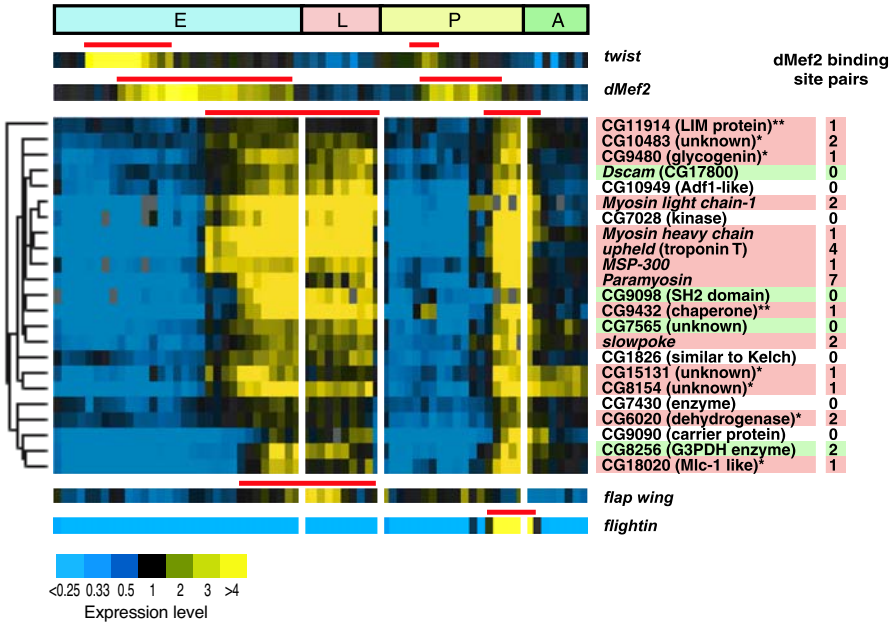 E L P A
twist
dMef2 binding
site pairs
dMef2
CG11914 (LIM protein)** 1
CG10483 (unknown)* 2
CG9480 (glycogenin)* 1
Dscam (CG17800) 0
CG10949 (Adf1-like) 0
Myosin light chain-1 2
CG7028 (kinase) 0
Myosin heavy chain 1
upheld (troponin T) 4
MSP-300 1
Paramyosin 7
CG9098 (SH2 domain) 0
CG9432 (chaperone)** 1
CG7565 (unknown) 0
slowpoke 2
CG1826 (similar to Kelch) 0
CG15131 (unknown)* 1
CG8154 (unknown)* 1
CG7430 (enzyme) 0
CG6020 (dehydrogenase)* 2
CG9090 (carrier protein) 0
CG8256 (G3PDH enzyme) 2
CG18020 (Mlc-1 like)* 1
flap wing
flightin
<0.25 0.33 0.5 1 2 3 >4
Expression level